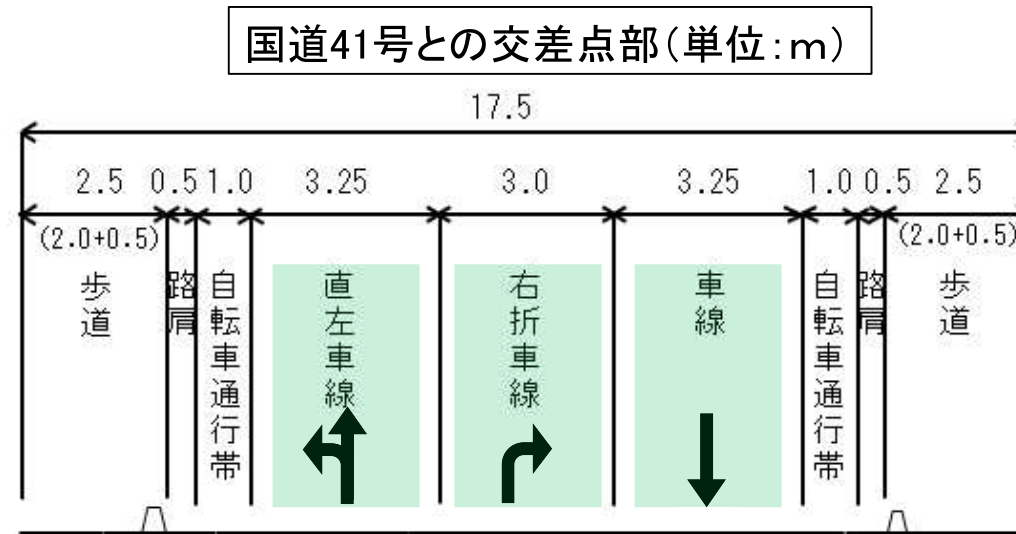 国道41号との交差点部(単位:m)
17.5
2.5 0.5 1.0 3.25 3.0 3.25 1.0 0.5 2.5
(2.0+0.5) (2.0+0.5)
歩道
路肩
自転車通行帯
直左車線
右折車線
車線
自転車通行帯
路肩
歩道